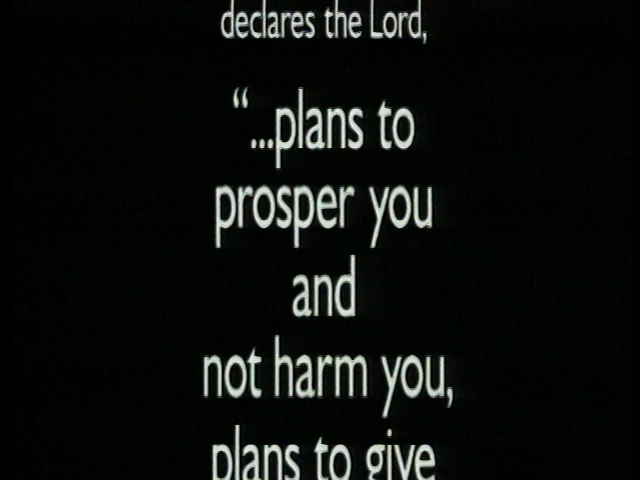 declares the Lord,
“...plans to
prosper you
and
not harm you,
plans to give